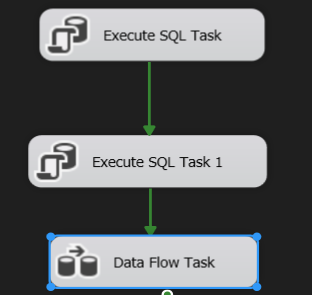 Execute SQL Task
Execute SQL Task 1
Data Flow Task